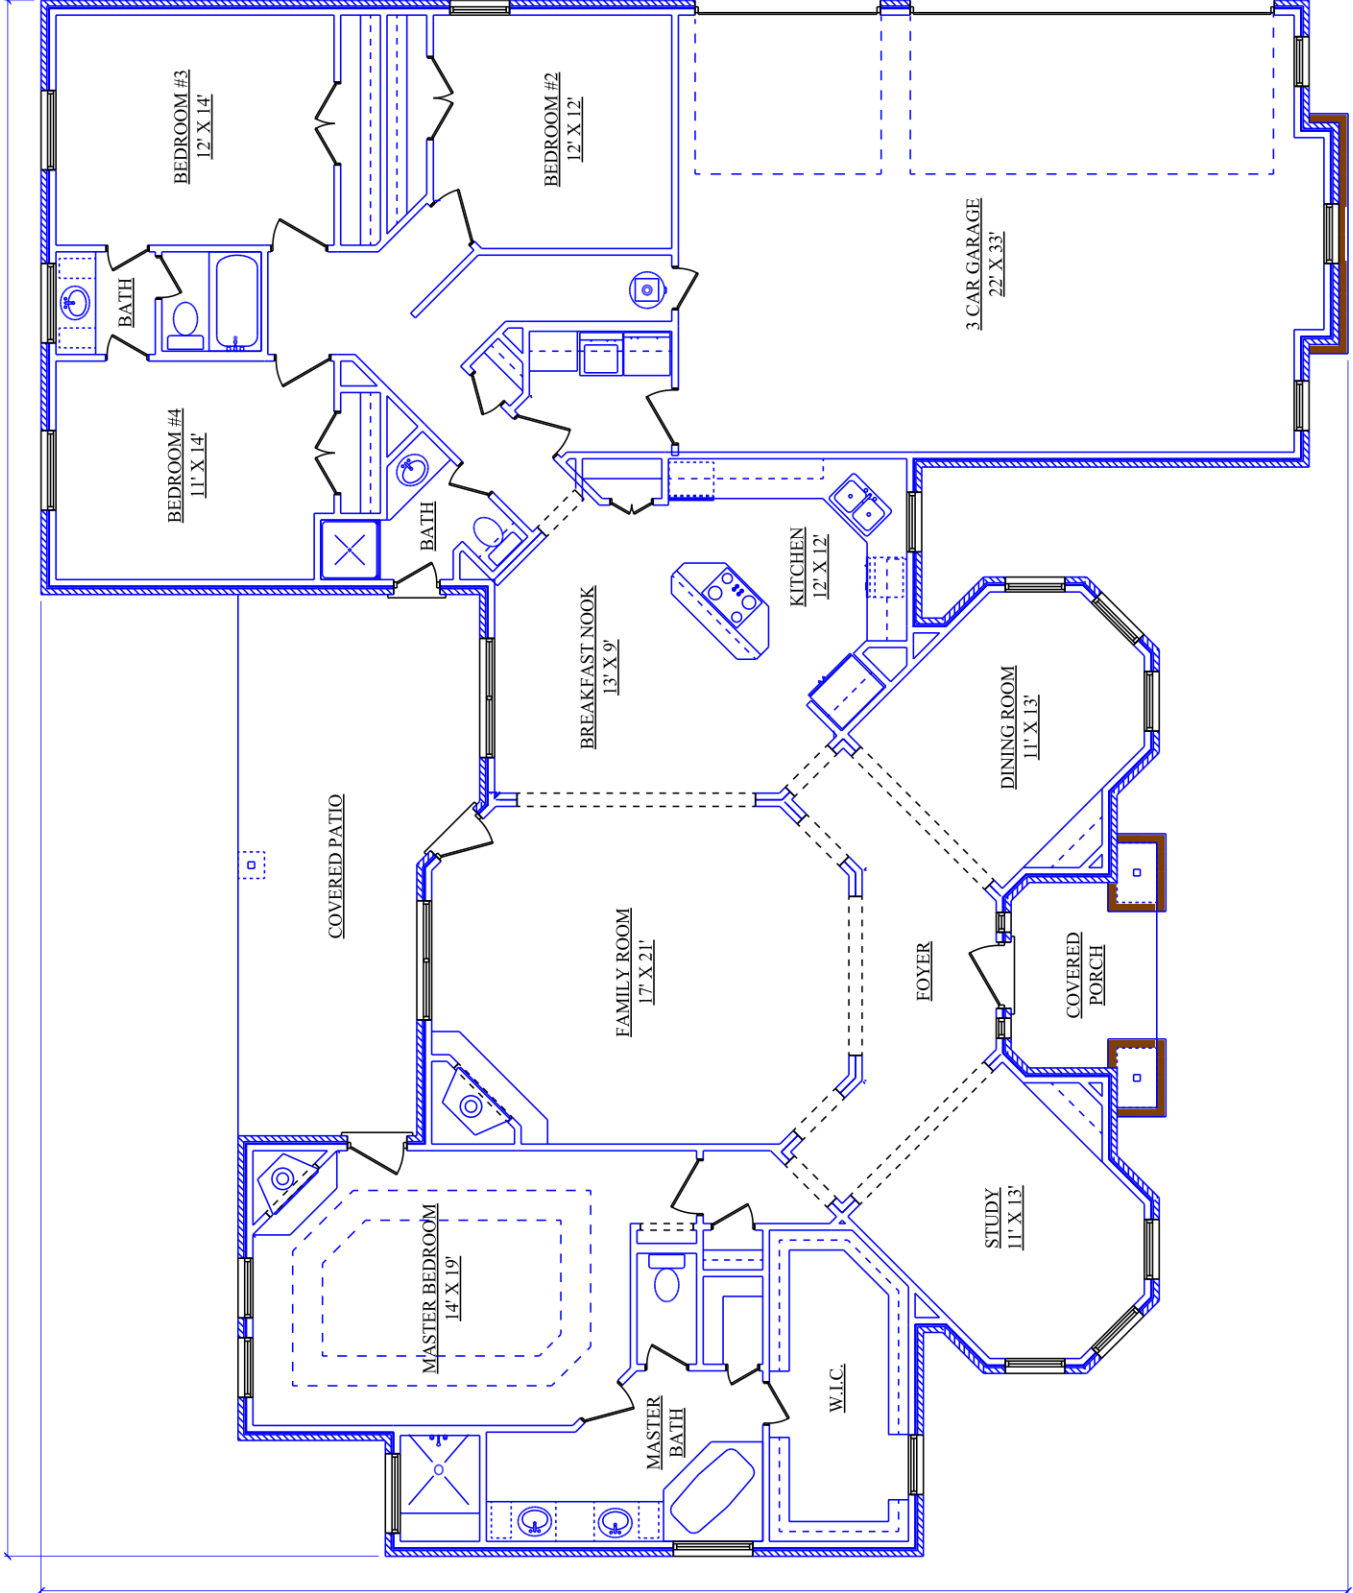 BEDROOM #3
12' X 14'
BEDROOM #2
12' X 12'
3 CAR GARAGE
22' X 33'
BATH
BEDROOM #4
11' X 14'
BATH
KITCHEN
12' X 12'
BREAKFAST NOOK
13' X 9'
DINING ROOM
11' X 13'
COVERED PATIO
FAMILY ROOM
17' X 21'
FOYER
COVERED
PORCH
STUDY
11' X 13'
MASTER BEDROOM
14' X 19'
W.I.C.
MASTER
BATH